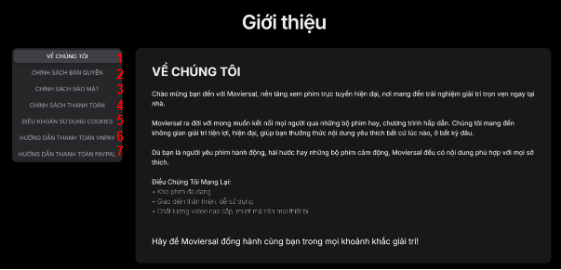 Giới thiệu
VỀ CHÚNG TÔI 1
CHÍNH SÁCH BẢN QUYỀN 2
CHÍNH SÁCH BẢO MẬT 3
CHÍNH SÁCH THANH TOÁN 4
ĐIỀU KHOẢN SỬ DỤNG COOKIES 5
HƯỚNG DẪN THANH TOÁN VNPAY 6
HƯỚNG DẪN THANH TOÁN PAYPAL 7
VỀ CHÚNG TÔI
Chào mừng bạn đến với Moviersal, nền tảng xem phim trực tuyến hiện đại, nơi mang đến trải nghiệm giải trí trọn vẹn ngay tại
nhà.
Moviersal ra đời với mong muốn kết nối mọi người qua những bộ phim hay, chương trình hấp dẫn. Chúng tôi mang đến
không gian giải trí tiện lợi, hiện đại, giúp bạn thưởng thức nội dung yêu thích bất cứ lúc nào, ở bất kỳ đâu.
Dù bạn là người yêu phim hành động, hài hước hay những bộ phim cảm động, Moviersal đều có nội dung phù hợp với mọi sở
thích.
Điều Chúng Tôi Mang Lại:
• Kho phim đa dạng.
• Giao diện thân thiện, dễ sử dụng.
• Chất lượng video cao cấp, mượt mà trên mọi thiết bị.
Hãy để Moviersal đồng hành cùng bạn trong mọi khoảnh khắc giải trí!